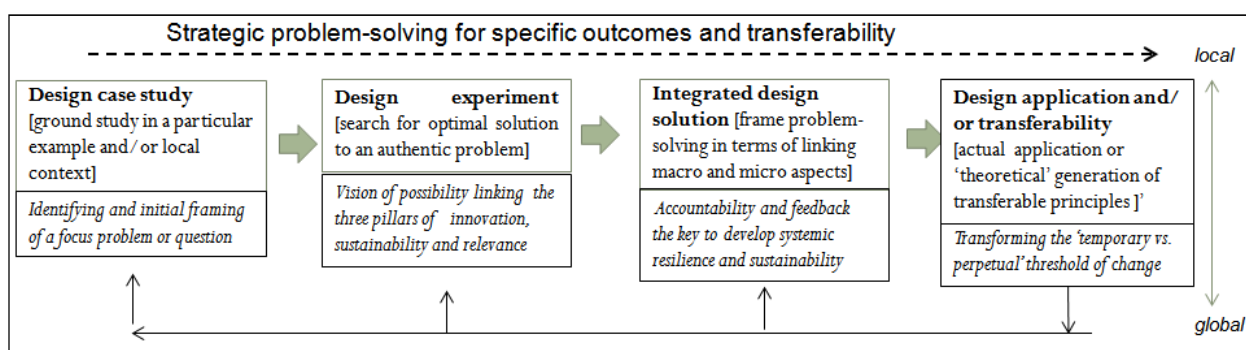 Strategic problem-solving for specific outcomes and transferability
local
Design case study
[ground study in a particular
example and/or local
context]
Identifying and initial framing
of a focus problem or question
Design experiment
[search for optimal solution
to an authentic problem]
Vision of possibility linking the
three pillars of innovation,
sustainability and relevance
Integrated design
solution [frame problem-
solving in terms of linking
macro and micro aspects]
Accountability and feedback
the key to develop systemic
resilience and sustainability
Design application and/
or transferability
[actual application or
‘theoretical’ generation of
transferable principles ]’
Transforming the ‘temporary vs.
perpetual’ threshold of change
global